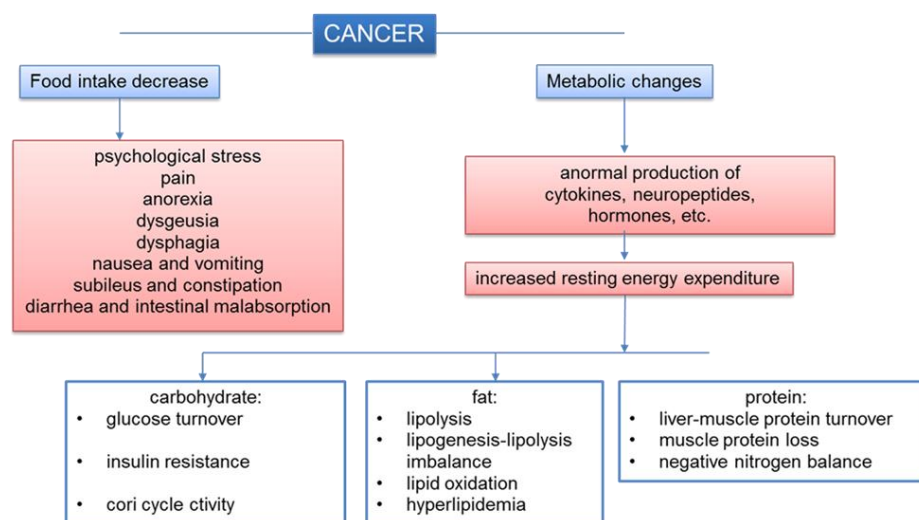 CANCER
Food intake decrease
Metabolic changes
psychological stress
pain
anorexia
dysgeusia
dysphagia
nausea and vomiting
subileus and constipation
diarrhea and intestinal malabsorption
anormal production of
cytokines, neuropeptides,
hormones, etc.
increased resting energy expenditure
carbohydrate:
• glucose turnover
• insulin resistance
• cori cycle ctivity
fat:
• lipolysis
• lipogenesis-lipolysis
imbalance
• lipid oxidation
• hyperlipidemia
protein:
• liver-muscle protein turnover
• muscle protein loss
• negative nitrogen balance